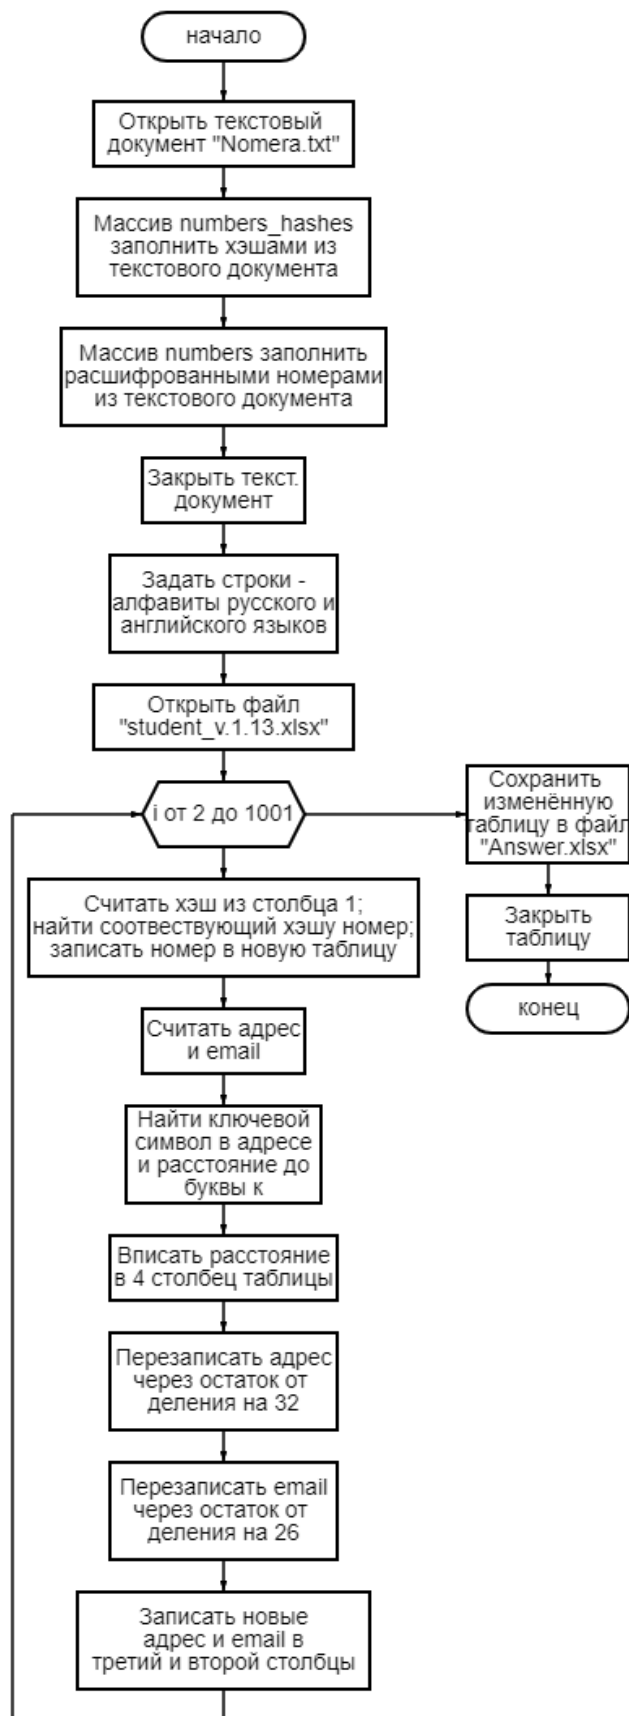 начало
Открыть текстовый
документ "Nomera.txt"
Массив numbers_hashes
заполнить хэшами из
текстового документа
Массив numbers заполнить
расшифрованными номерами
из текстового документа
Закрыть текст.
документ
Задать строки -
алфавиты русского и
английского языков
Открыть файл
"student_v.1.13.xlsx"
i от 2 до 1001
Считать хэш из столбца 1;
найти соотвествующий хэшу номер;
записать номер в новую таблицу
Считать адрес
и email
Найти ключевой
символ в адресе
и расстояние до
буквы к
Вписать расстояние
в 4 столбец таблицы
Перезаписать адрес
через остаток от
деления на 32
Перезаписать email
через остаток от
деления на 26
Записать новые
адрес и email в
третий и второй столбцы
Сохранить
изменённую
таблицу в файл
"Answer.xlsx"
Закрыть
таблицу
конец